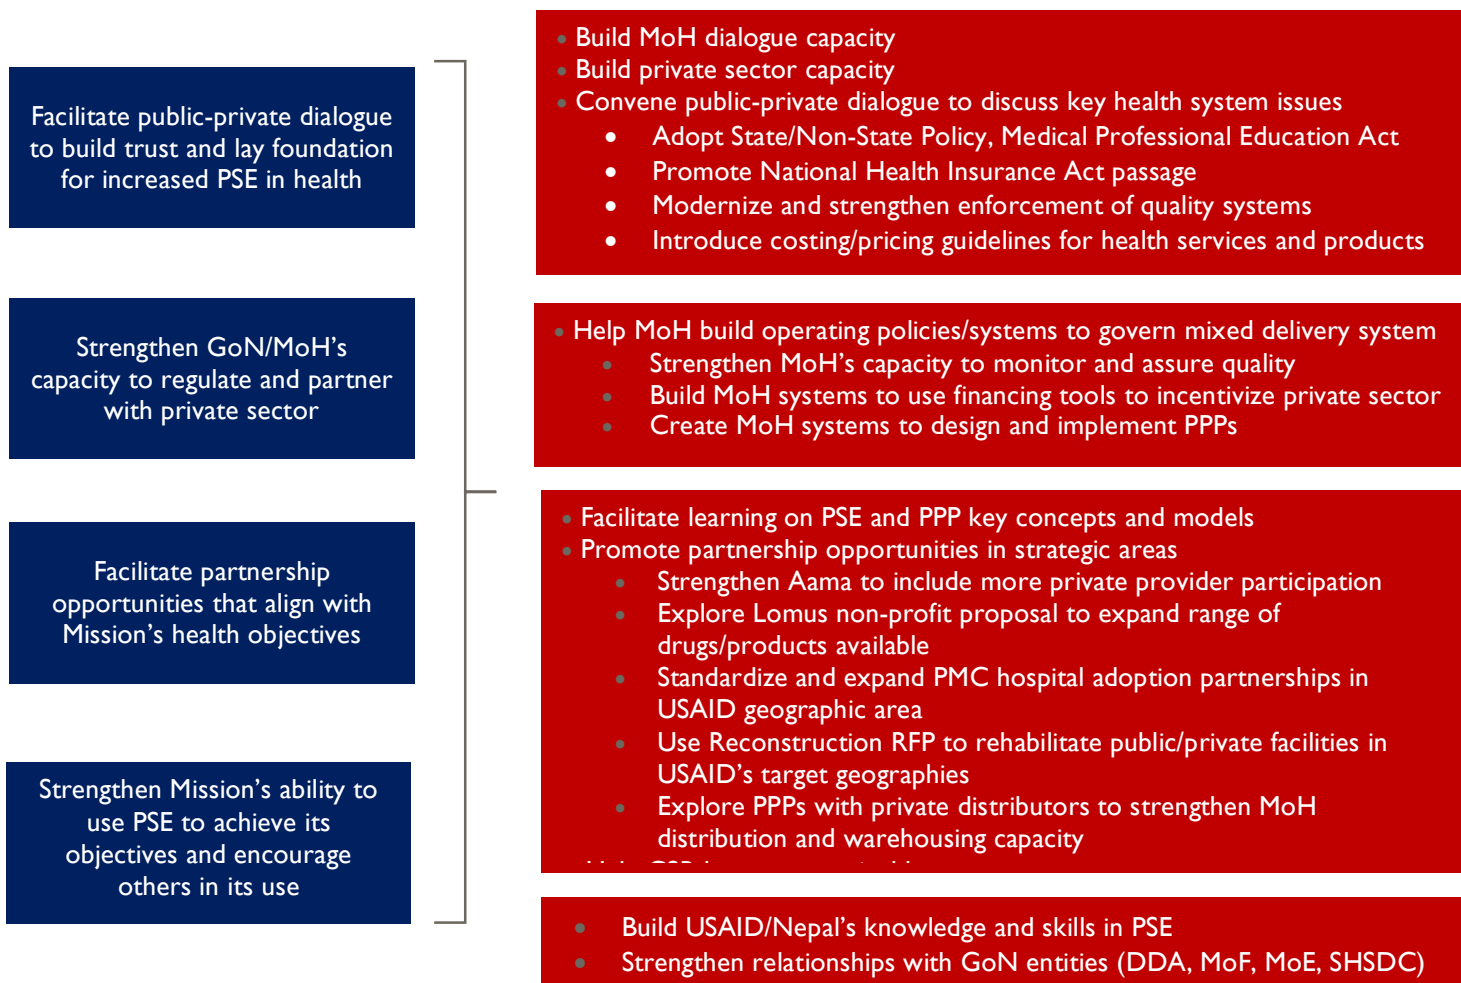 Facilitate public-private dialogue
to build trust and lay foundation
for increased PSE in health
• Build MoH dialogue capacity
• Build private sector capacity
• Convene public-private dialogue to discuss key health system issues
• Adopt State/Non-State Policy, Medical Professional Education Act
• Promote National Health Insurance Act passage
• Modernize and strengthen enforcement of quality systems
• Introduce costing/pricing guidelines for health services and products
Strengthen GoN/MoH's
capacity to regulate and partner
with private sector
• Help MoH build operating policies/systems to govern mixed delivery system
• Strengthen MoH's capacity to monitor and assure quality
• Build MoH systems to use financing tools to incentivize private sector
• Create MoH systems to design and implement PPPs
Facilitate partnership
opportunities that align with
Mission's health objectives
• Facilitate learning on PSE and PPP key concepts and models
• Promote partnership opportunities in strategic areas
• Strengthen Aama to include more private provider participation
• Explore Lomus non-profit proposal to expand range of
drugs/products available
• Standardize and expand PMC hospital adoption partnerships in
USAID geographic area
• Use Reconstruction RFP to rehabilitate public/private facilities in
USAID's target geographies
• Explore PPPs with private distributors to strengthen MoH
distribution and warehousing capacity
Strengthen Mission's ability to
use PSE to achieve its
objectives and encourage
others in its use
• Build USAID/Nepal's knowledge and skills in PSE
• Strengthen relationships with GoN entities (DDA, MoF, MoE, SHSDC)